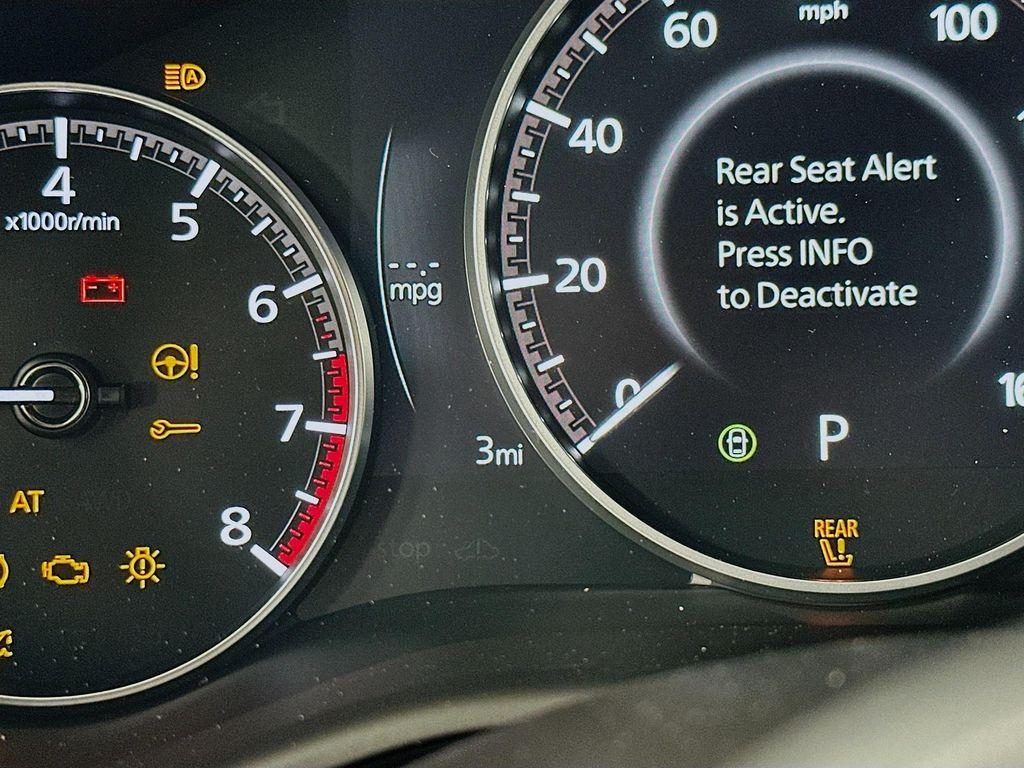 60
mph
100
40
20
0
Rear Seat Alert
is Active.
Press INFO
to Deactivate
4
x1000r/min
5
6
7
8
--.-
mpg
3mi
P
A
AT
REAR
stop